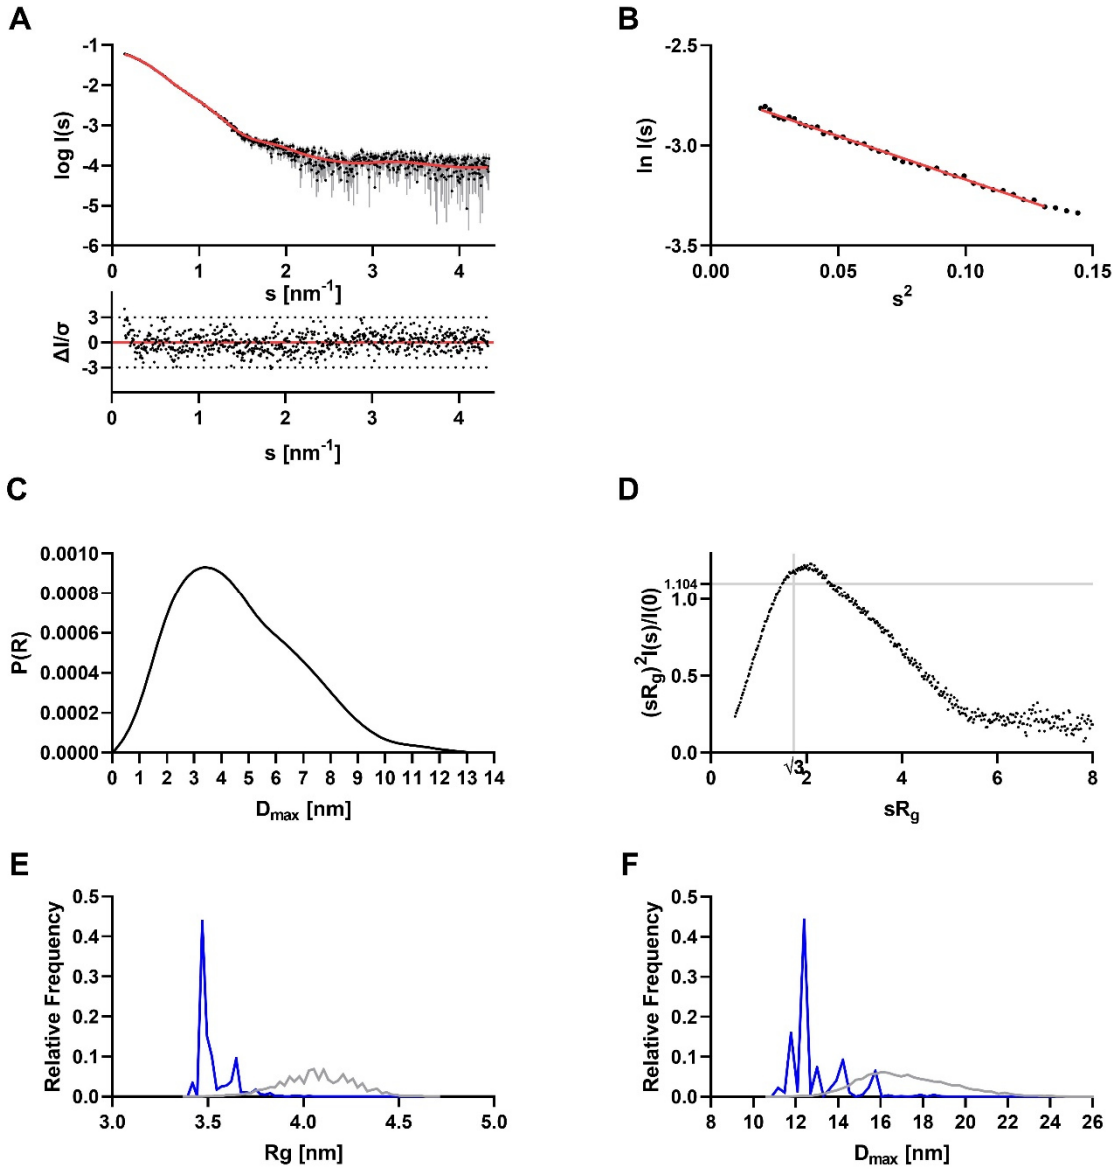 A
-1
-2
-3
-4
-5
-6
log I(s)
0 1 2 3 4
s [nm-1]
3
0
-3
ΔI/σ
0 1 2 3 4
s [nm-1]
B
-2.5
-3.0
-3.5
ln I(s)
0.00 0.05 0.10 0.15
s2
C
0.0010
0.0008
0.0006
0.0004
0.0002
0.0000
P(R)
0 1 2 3 4 5 6 7 8 9 10 11 12 13 14
Dmax [nm]
D
1.104
1.0
0.5
0.0
(sRg)2I(s)/I(0)
0 √3 2 4 6 8
sRg
E
0.5
0.4
0.3
0.2
0.1
0.0
Relative Frequency
3.0 3.5 4.0 4.5 5.0
Rg [nm]
F
0.5
0.4
0.3
0.2
0.1
0.0
Relative Frequency
8 10 12 14 16 18 20 22 24 26
Dmax [nm]